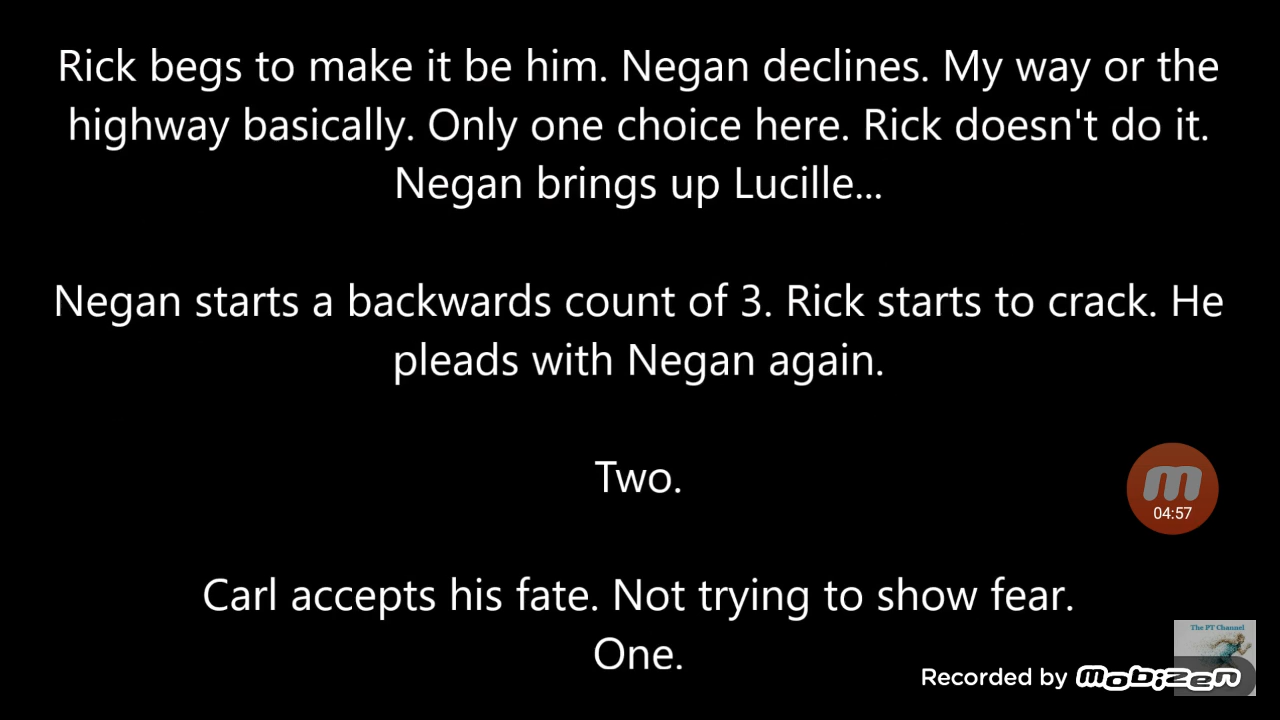 Rick begs to make it be him. Negan declines. My way or the
highway basically. Only one choice here. Rick doesn't do it.
Negan brings up Lucille...
Negan starts a backwards count of 3. Rick starts to crack. He
pleads with Negan again.
Two.
04:57
Carl accepts his fate. Not trying to show fear.
The PT Channel
One.
Recorded by mobizen